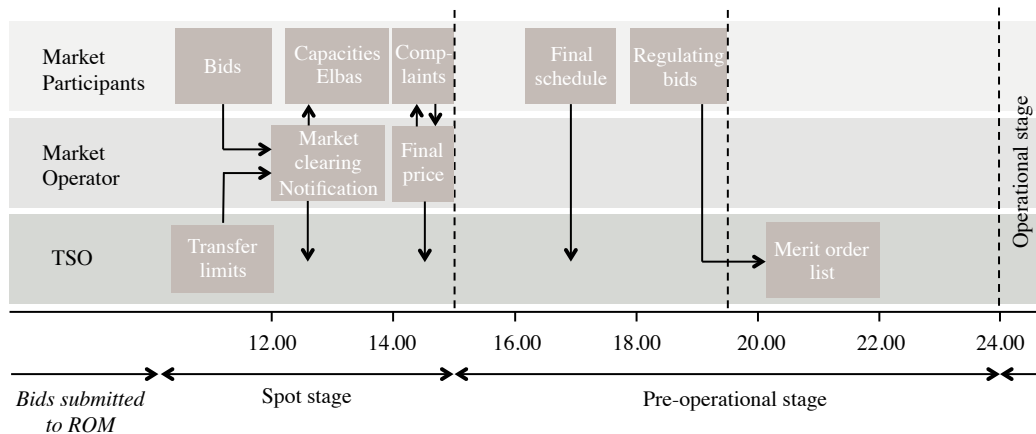 Market
Participants
Bids
Capacities
Elbas
Comp-
laints
Final
schedule
Regulating
bids
Market
Operator
Market
clearing
Notification
Final
price
TSO
Transfer
limits
Merit order
list
Operational stage
12.00 14.00 16.00 18.00 20.00 22.00 24.00
Bids submitted
to ROM
Spot stage
Pre-operational stage